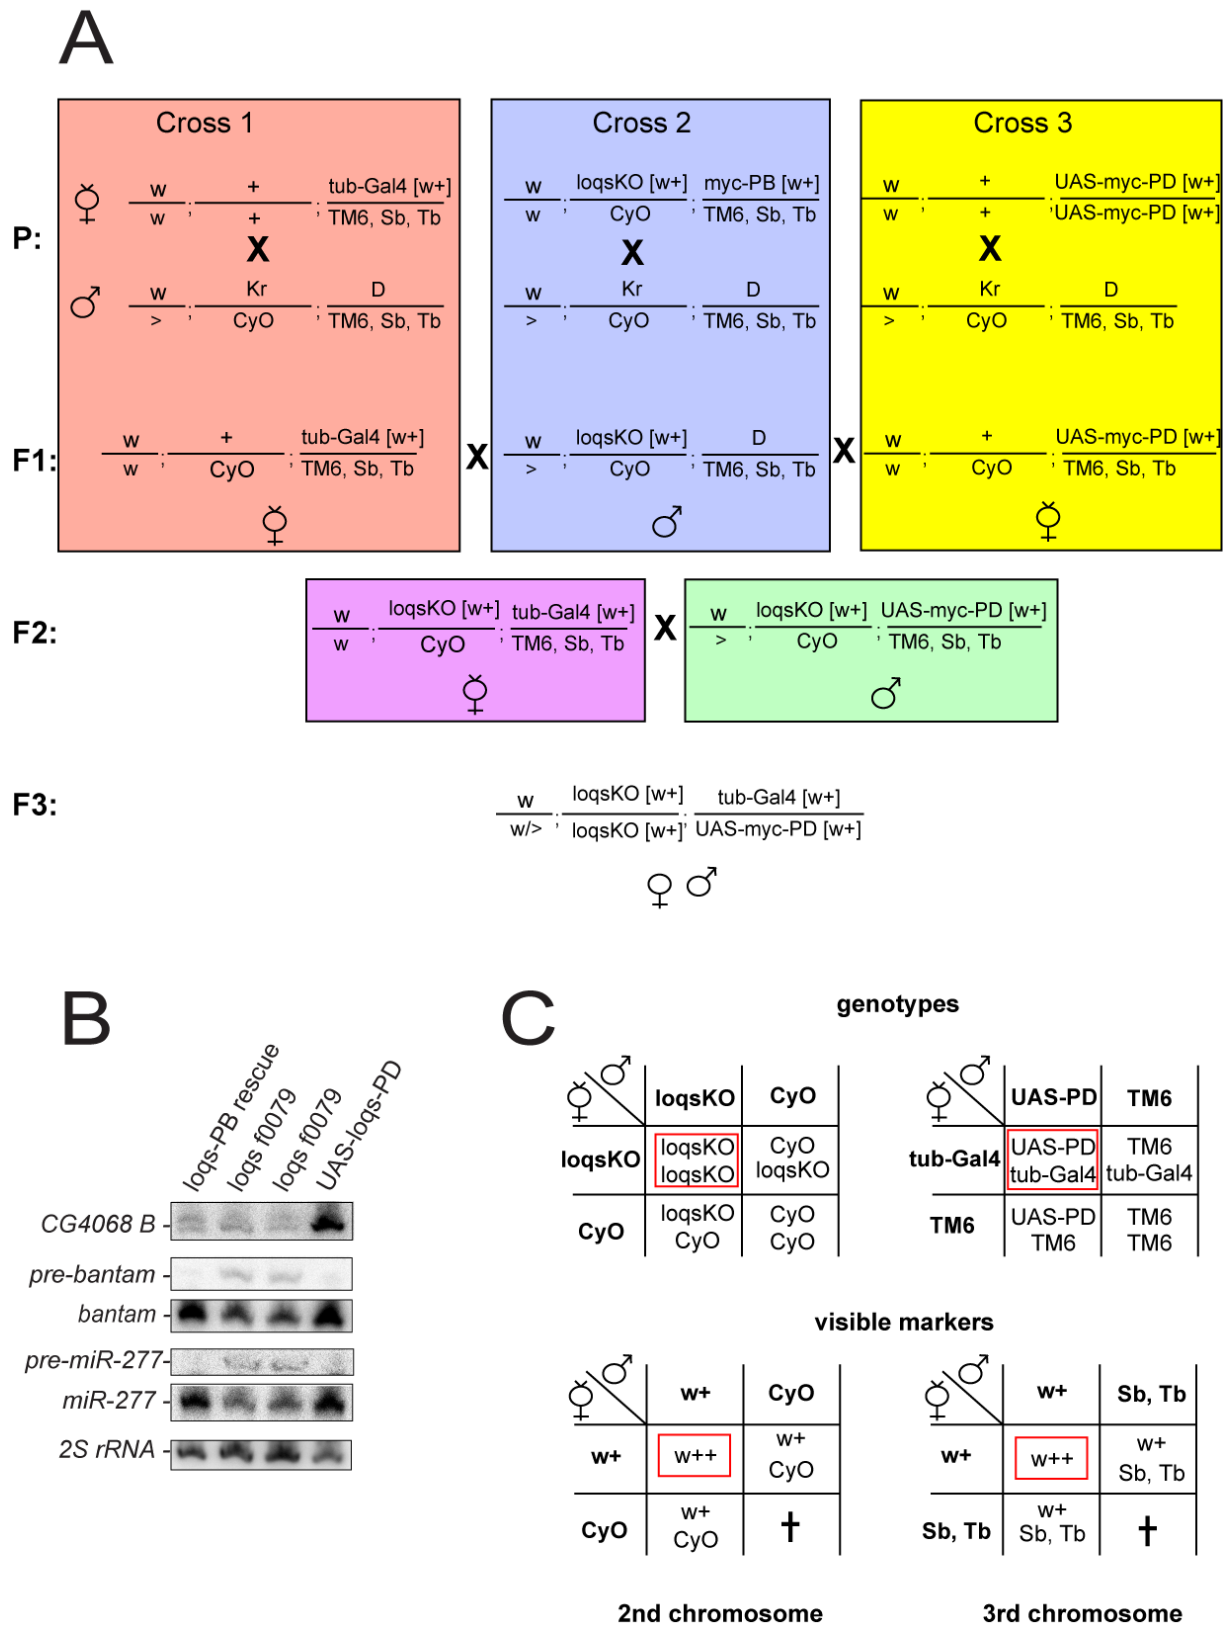 A
Cross 1
Cross 2
Cross 3
P:
w + tub-Gal4 [w+]
w ; + ; TM6, Sb, Tb
X
w Kr D
> ; CyO ; TM6, Sb, Tb
w loqsKO [w+] myc-PB [w+]
w ; CyO ; TM6, Sb, Tb
X
w Kr D
> ; CyO ; TM6, Sb, Tb
w + UAS-myc-PD [w+]
w ; + ; UAS-myc-PD [w+]
X
w Kr D
> ; CyO ; TM6, Sb, Tb
F1:
w + tub-Gal4 [w+]
w ; CyO ; TM6, Sb, Tb
X
w loqsKO [w+] D
> ; CyO ; TM6, Sb, Tb
X
w + UAS-myc-PD [w+]
w ; CyO ; TM6, Sb, Tb
F2:
w loqsKO [w+] tub-Gal4 [w+]
w ; CyO ; TM6, Sb, Tb
X
w loqsKO [w+] UAS-myc-PD [w+]
> ; CyO ; TM6, Sb, Tb
F3:
w loqsKO [w+] tub-Gal4 [w+]
w/> ; loqsKO [w+] ; UAS-myc-PD [w+]
B
loqs-PB rescue
loqs f0079
loqs f0079
UAS-loqs-PD
CG4068 B
pre-bantam
bantam
pre-miR-277
miR-277
2S rRNA
C
genotypes
loqsKO CyO
loqsKO
loqsKO
loqsKO
CyO
loqsKO
CyO
loqsKO
CyO
CyO
CyO
UAS-PD TM6
tub-Gal4
UAS-PD
tub-Gal4
TM6
tub-Gal4
TM6
UAS-PD
TM6
TM6
TM6
visible markers
w+ CyO
w+
w++
w+
CyO
CyO
w+
CyO
w+ Sb, Tb
w+
w++
w+
Sb, Tb
Sb, Tb
w+
Sb, Tb
2nd chromosome
3rd chromosome